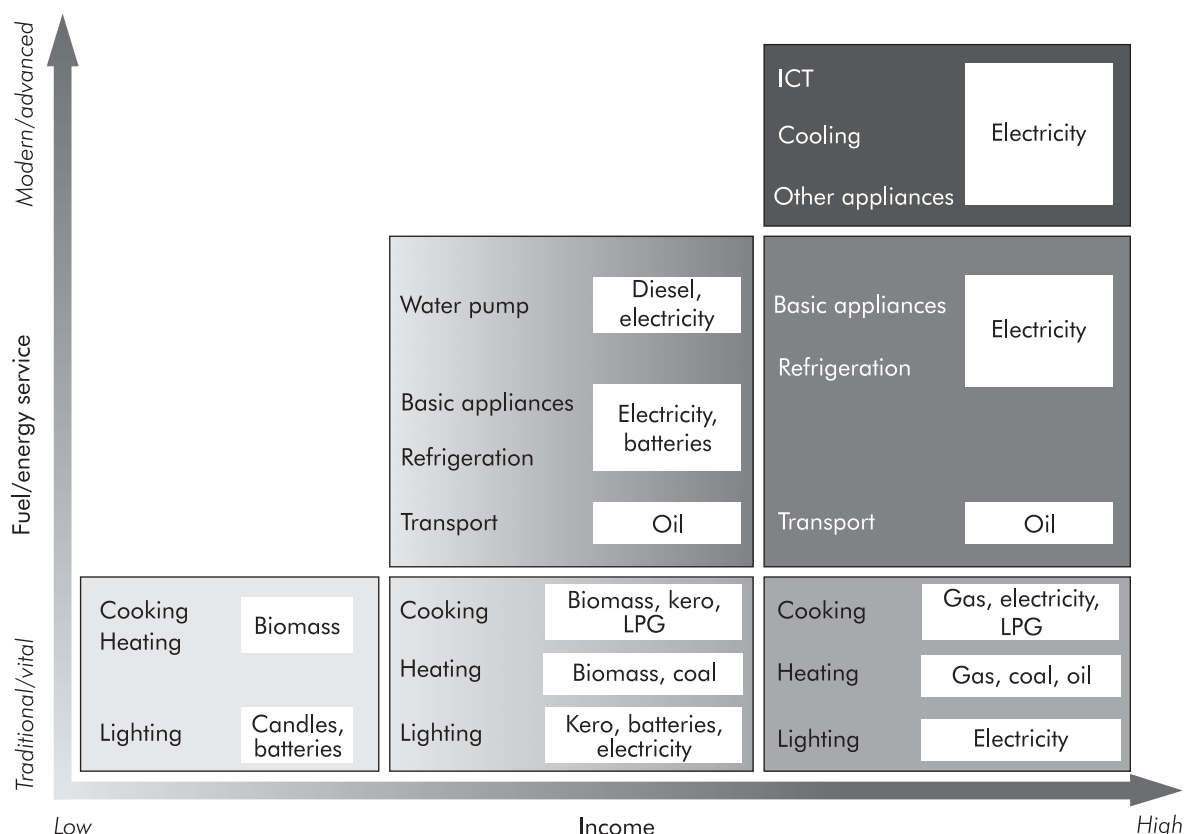 Modern/advanced
Fuel/energy service
Traditional/vital
ICT
Cooling
Other appliances
Electricity
Water pump
Diesel,
electricity
Basic appliances
Refrigeration
Electricity,
batteries
Transport
Oil
Basic appliances
Refrigeration
Electricity
Transport
Oil
Cooking
Heating
Biomass
Lighting
Candles,
batteries
Cooking
Biomass, kero,
LPG
Heating
Biomass, coal
Lighting
Kero, batteries,
electricity
Cooking
Gas, electricity,
LPG
Heating
Gas, coal, oil
Lighting
Electricity
Low
Income
High